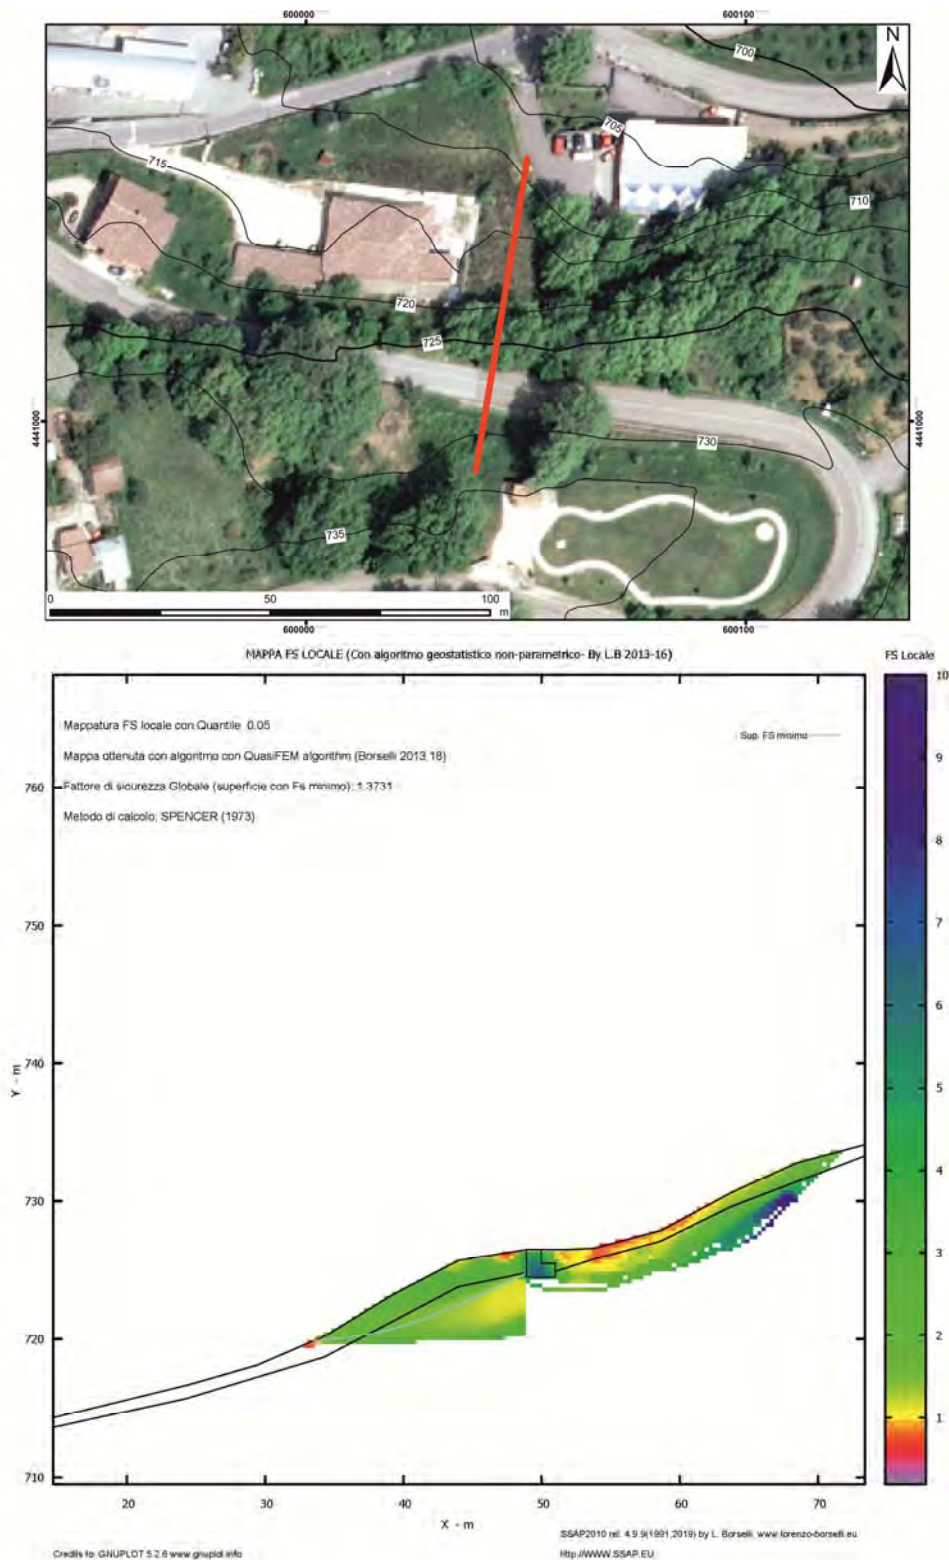 600000
600100
N
700
705
715
710
720
725
4441000
4441000
730
735
0
50
100
m
600000
600100
MAPPA FS LOCALE (Con algoritmo geostatistico non-parametrico- By L.B 2013-16)
FS Locale
Mappatura FS locale con Quantile 0.05
Sup. FS minimo
Mappa ottenuta con algoritmo con QuasiFEM algorithm (Borselli 2013,18)
Fattore di sicurezza Globale (superficie con Fs minimo): 1.3731
Metodo di calcolo: SPENCER (1973)
10
9
8
7
6
5
4
3
2
1
760
750
740
730
720
710
Y - m
20
30
40
50
60
70
X - m
SSAP2010 rel. 4.9.9(1991,2019) by L. Borselli, www.lorenzo-borselli.eu
Credits to: GNUPLOT 5.2.6 www.gnuplot.info
http://WWW.SSAP.EU